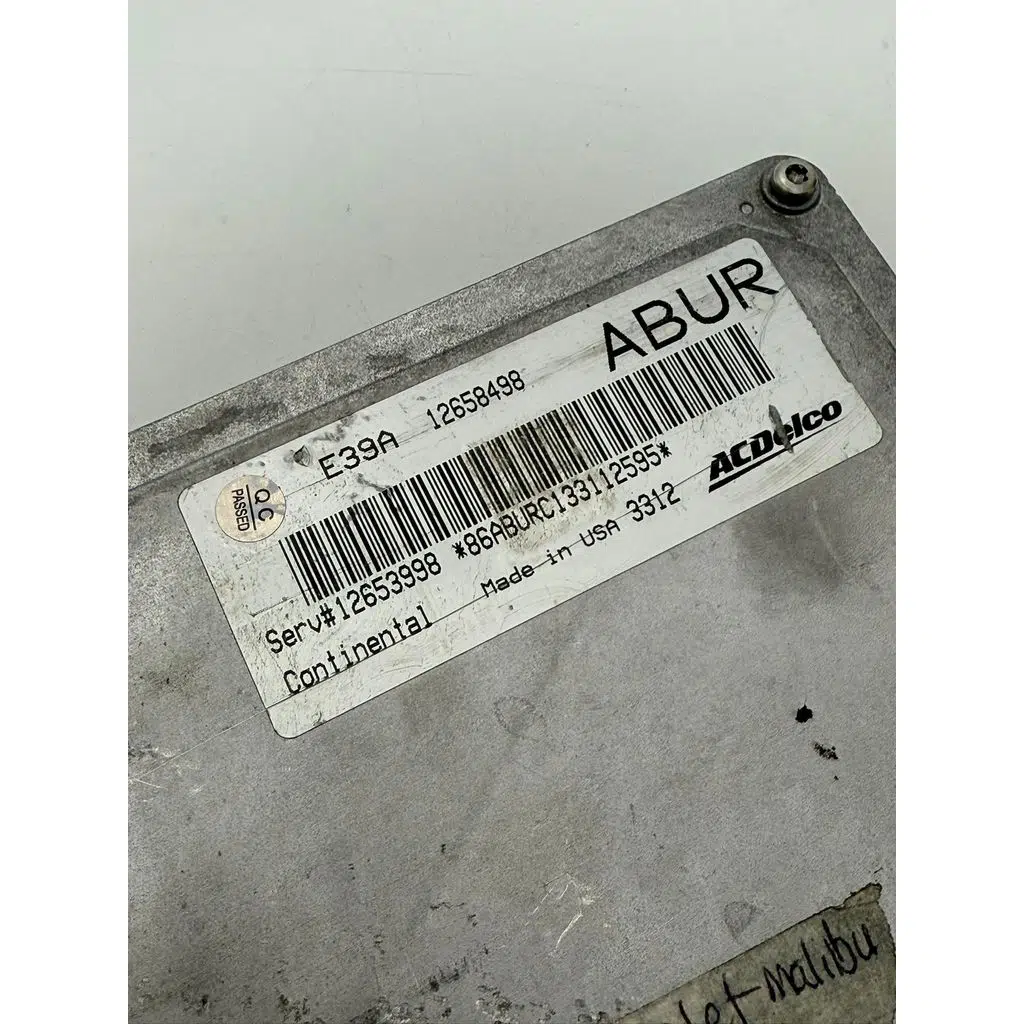 ABUR
E39A 12658498
QC
PASSED
ACDelco
Serv#12653998 *86ABURC133112595*
Continental Made in USA 3312
let malibu